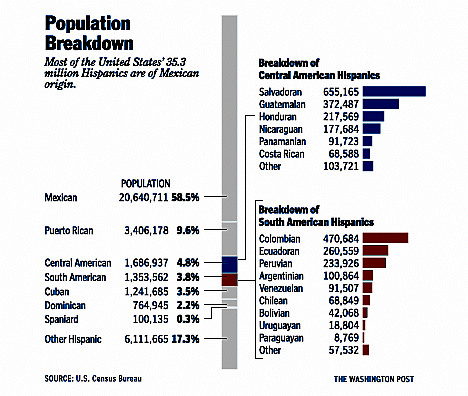 Population
Breakdown
Most of the United States' 35.3
million Hispanics are of Mexican
origin.
POPULATION
Mexican 20,640,711 58.5%
Puerto Rican 3,406,178 9.6%
Central American 1,686,937 4.8%
South American 1,353,562 3.8%
Cuban 1,241,685 3.5%
Dominican 764,945 2.2%
Spaniard 100,135 0.3%
Other Hispanic 6,111,665 17.3%
Breakdown of
Central American Hispanics
Salvadoran 655,165
Guatemalan 372,487
Honduran 217,569
Nicaraguan 177,684
Panamanian 91,723
Costa Rican 68,588
Other 103,721
Breakdown of
South American Hispanics
Colombian 470,684
Ecuadoran 260,559
Peruvian 233,926
Argentinian 100,864
Venezuelan 91,507
Chilean 68,849
Bolivian 42,068
Uruguayan 18,804
Paraguayan 8,769
Other 57,532
SOURCE: U.S. Census Bureau
THE WASHINGTON POST